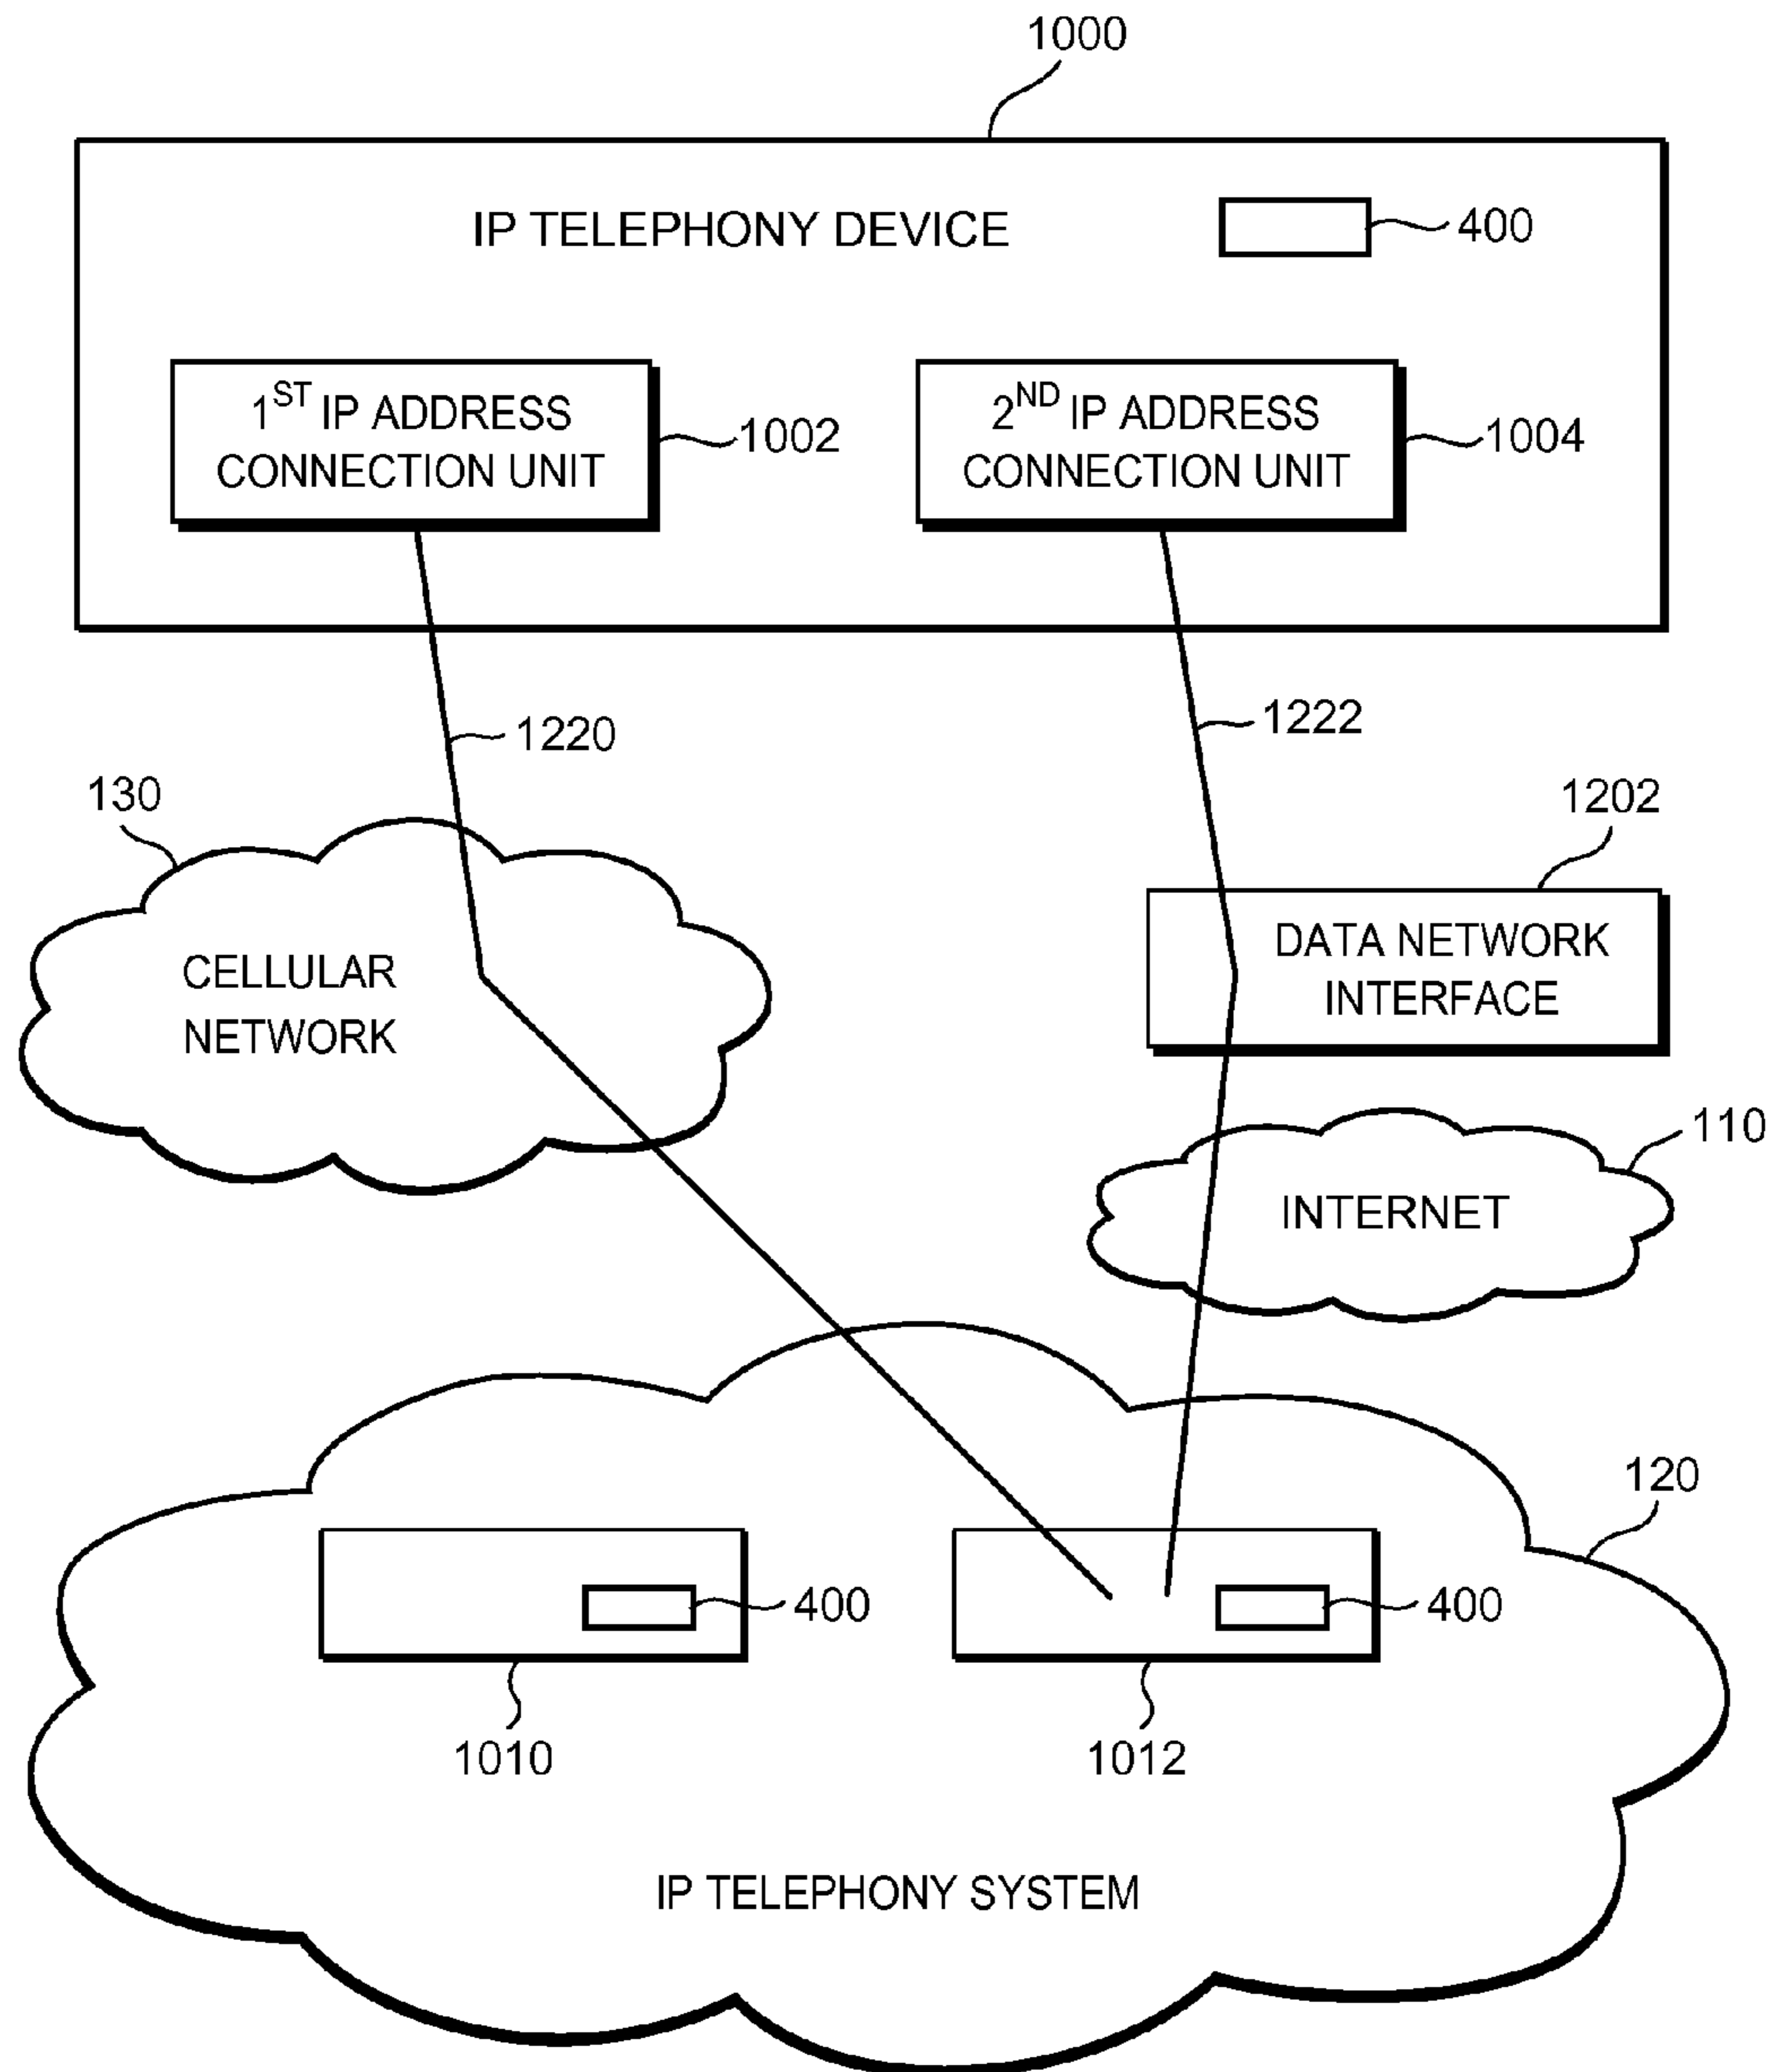 1000
IP TELEPHONY DEVICE
400
1ST IP ADDRESS
CONNECTION UNIT
1002
2ND IP ADDRESS
CONNECTION UNIT
1004
1220
1222
130
1202
CELLULAR
NETWORK
DATA NETWORK
INTERFACE
110
INTERNET
120
400
400
1010
1012
IP TELEPHONY SYSTEM